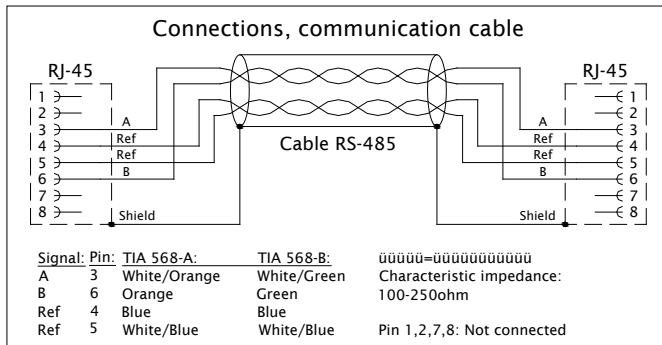 Connections, communication cable
RJ-45 RJ-45
1 1
2 2
3 A A 3
4 Ref Ref 4
5 Ref Ref 5
6 B B 6
7 7
8 Shield Shield 8
Cable RS-485
Signal: Pin: TIA 568-A: TIA 568-B: üüüüü=üüüüüüüüüüü
A 3 White/Orange White/Green Characteristic impedance:
B 6 Orange Green 100-250ohm
Ref 4 Blue Blue
Ref 5 White/Blue White/Blue Pin 1,2,7,8: Not connected